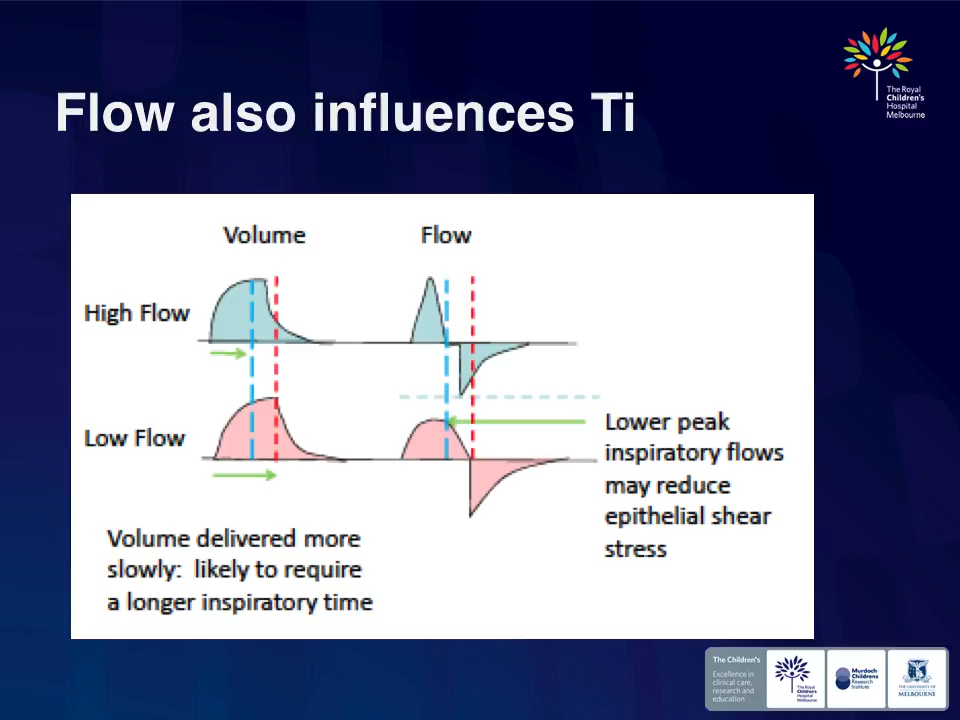 The Royal
Children's
Hospital
Melbourne
Flow also influences Ti
Volume
Flow
High Flow
Low Flow
Lower peak
inspiratory flows
may reduce
epithelial shear
stress
Volume delivered more
slowly: likely to require
a longer inspiratory time
The Children's
Excellence in
clinical care,
research and
education
The Royal
Children's
Hospital
Melbourne
Murdoch
Childrens
Research
Institute
THE UNIVERSITY OF
MELBOURNE